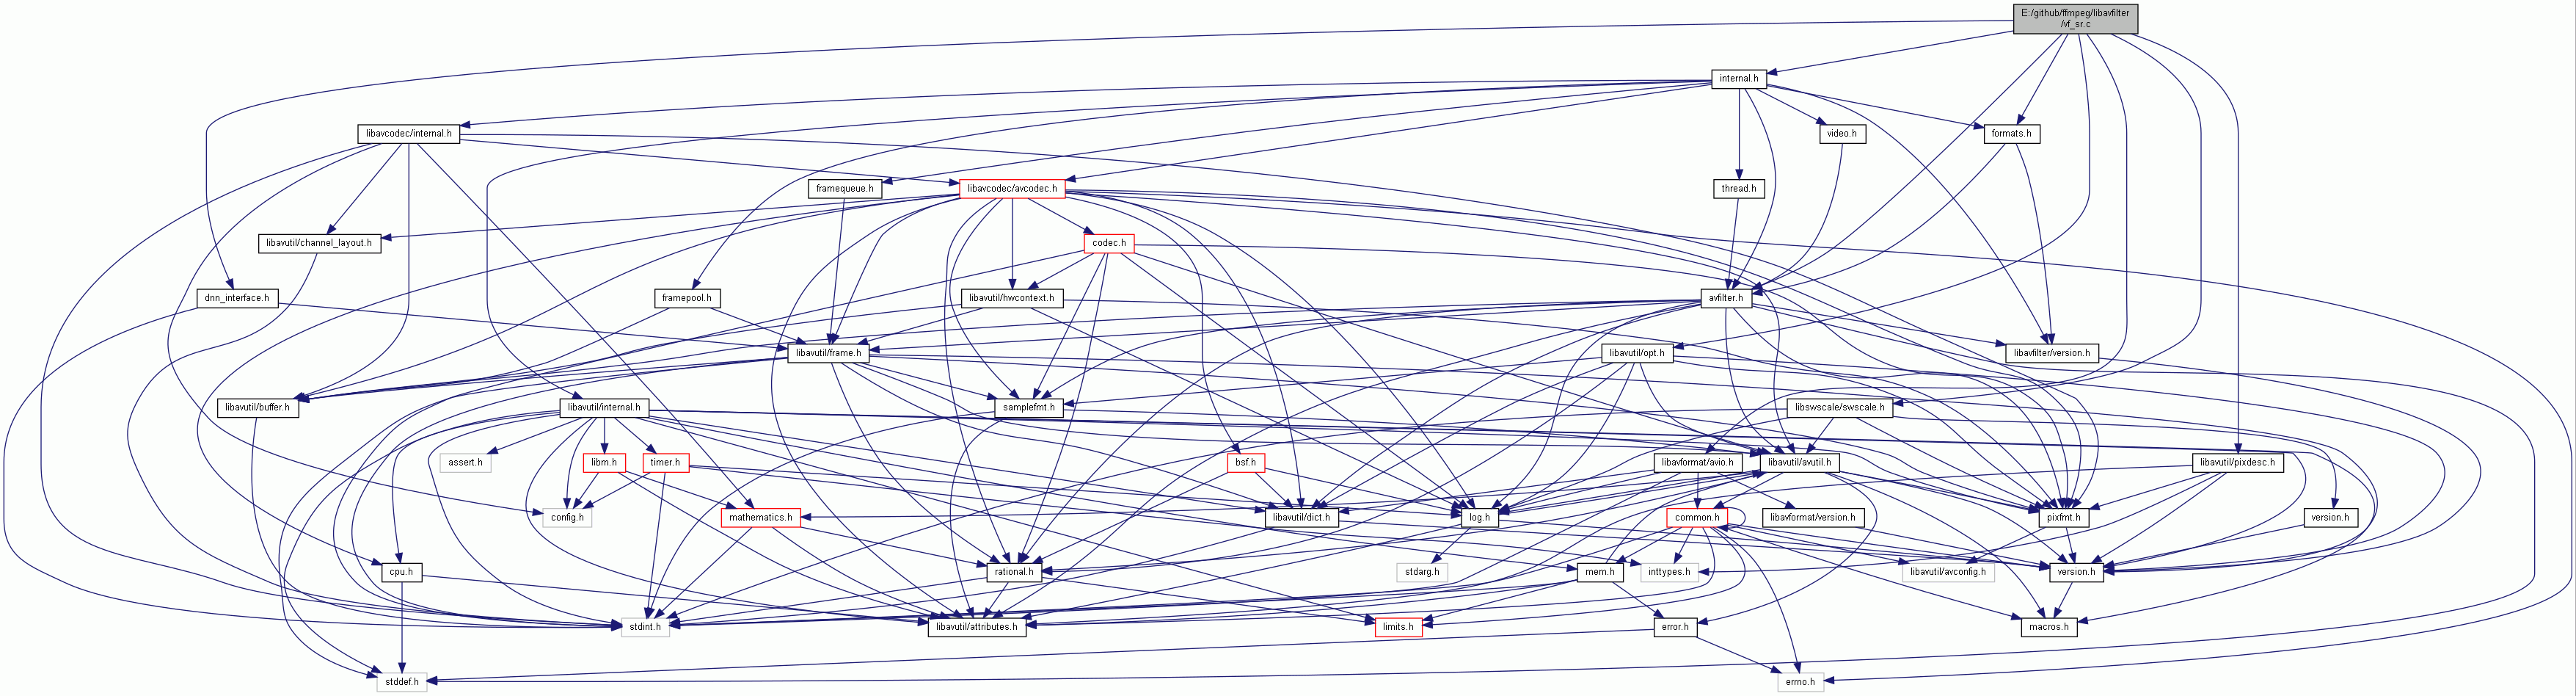 E:/github/ffmpeg/libavfilter
/vf_sr.c
internal.h
libavcodec/internal.h
video.h
formats.h
framequeue.h
libavcodec/avcodec.h
thread.h
libavutil/channel_layout.h
codec.h
dnn_interface.h
framepool.h
libavutil/hwcontext.h
avfilter.h
libavutil/frame.h
libavutil/opt.h
libavfilter/version.h
libavutil/buffer.h
libavutil/internal.h
samplefmt.h
libswscale/swscale.h
assert.h
libm.h
timer.h
bsf.h
libavformat/avio.h
libavutil/avutil.h
libavutil/pixdesc.h
config.h
mathematics.h
libavutil/dict.h
log.h
common.h
libavformat/version.h
pixfmt.h
version.h
cpu.h
rational.h
stdarg.h
mem.h
inttypes.h
libavutil/avconfig.h
version.h
stdint.h
libavutil/attributes.h
limits.h
error.h
macros.h
stddef.h
errno.h